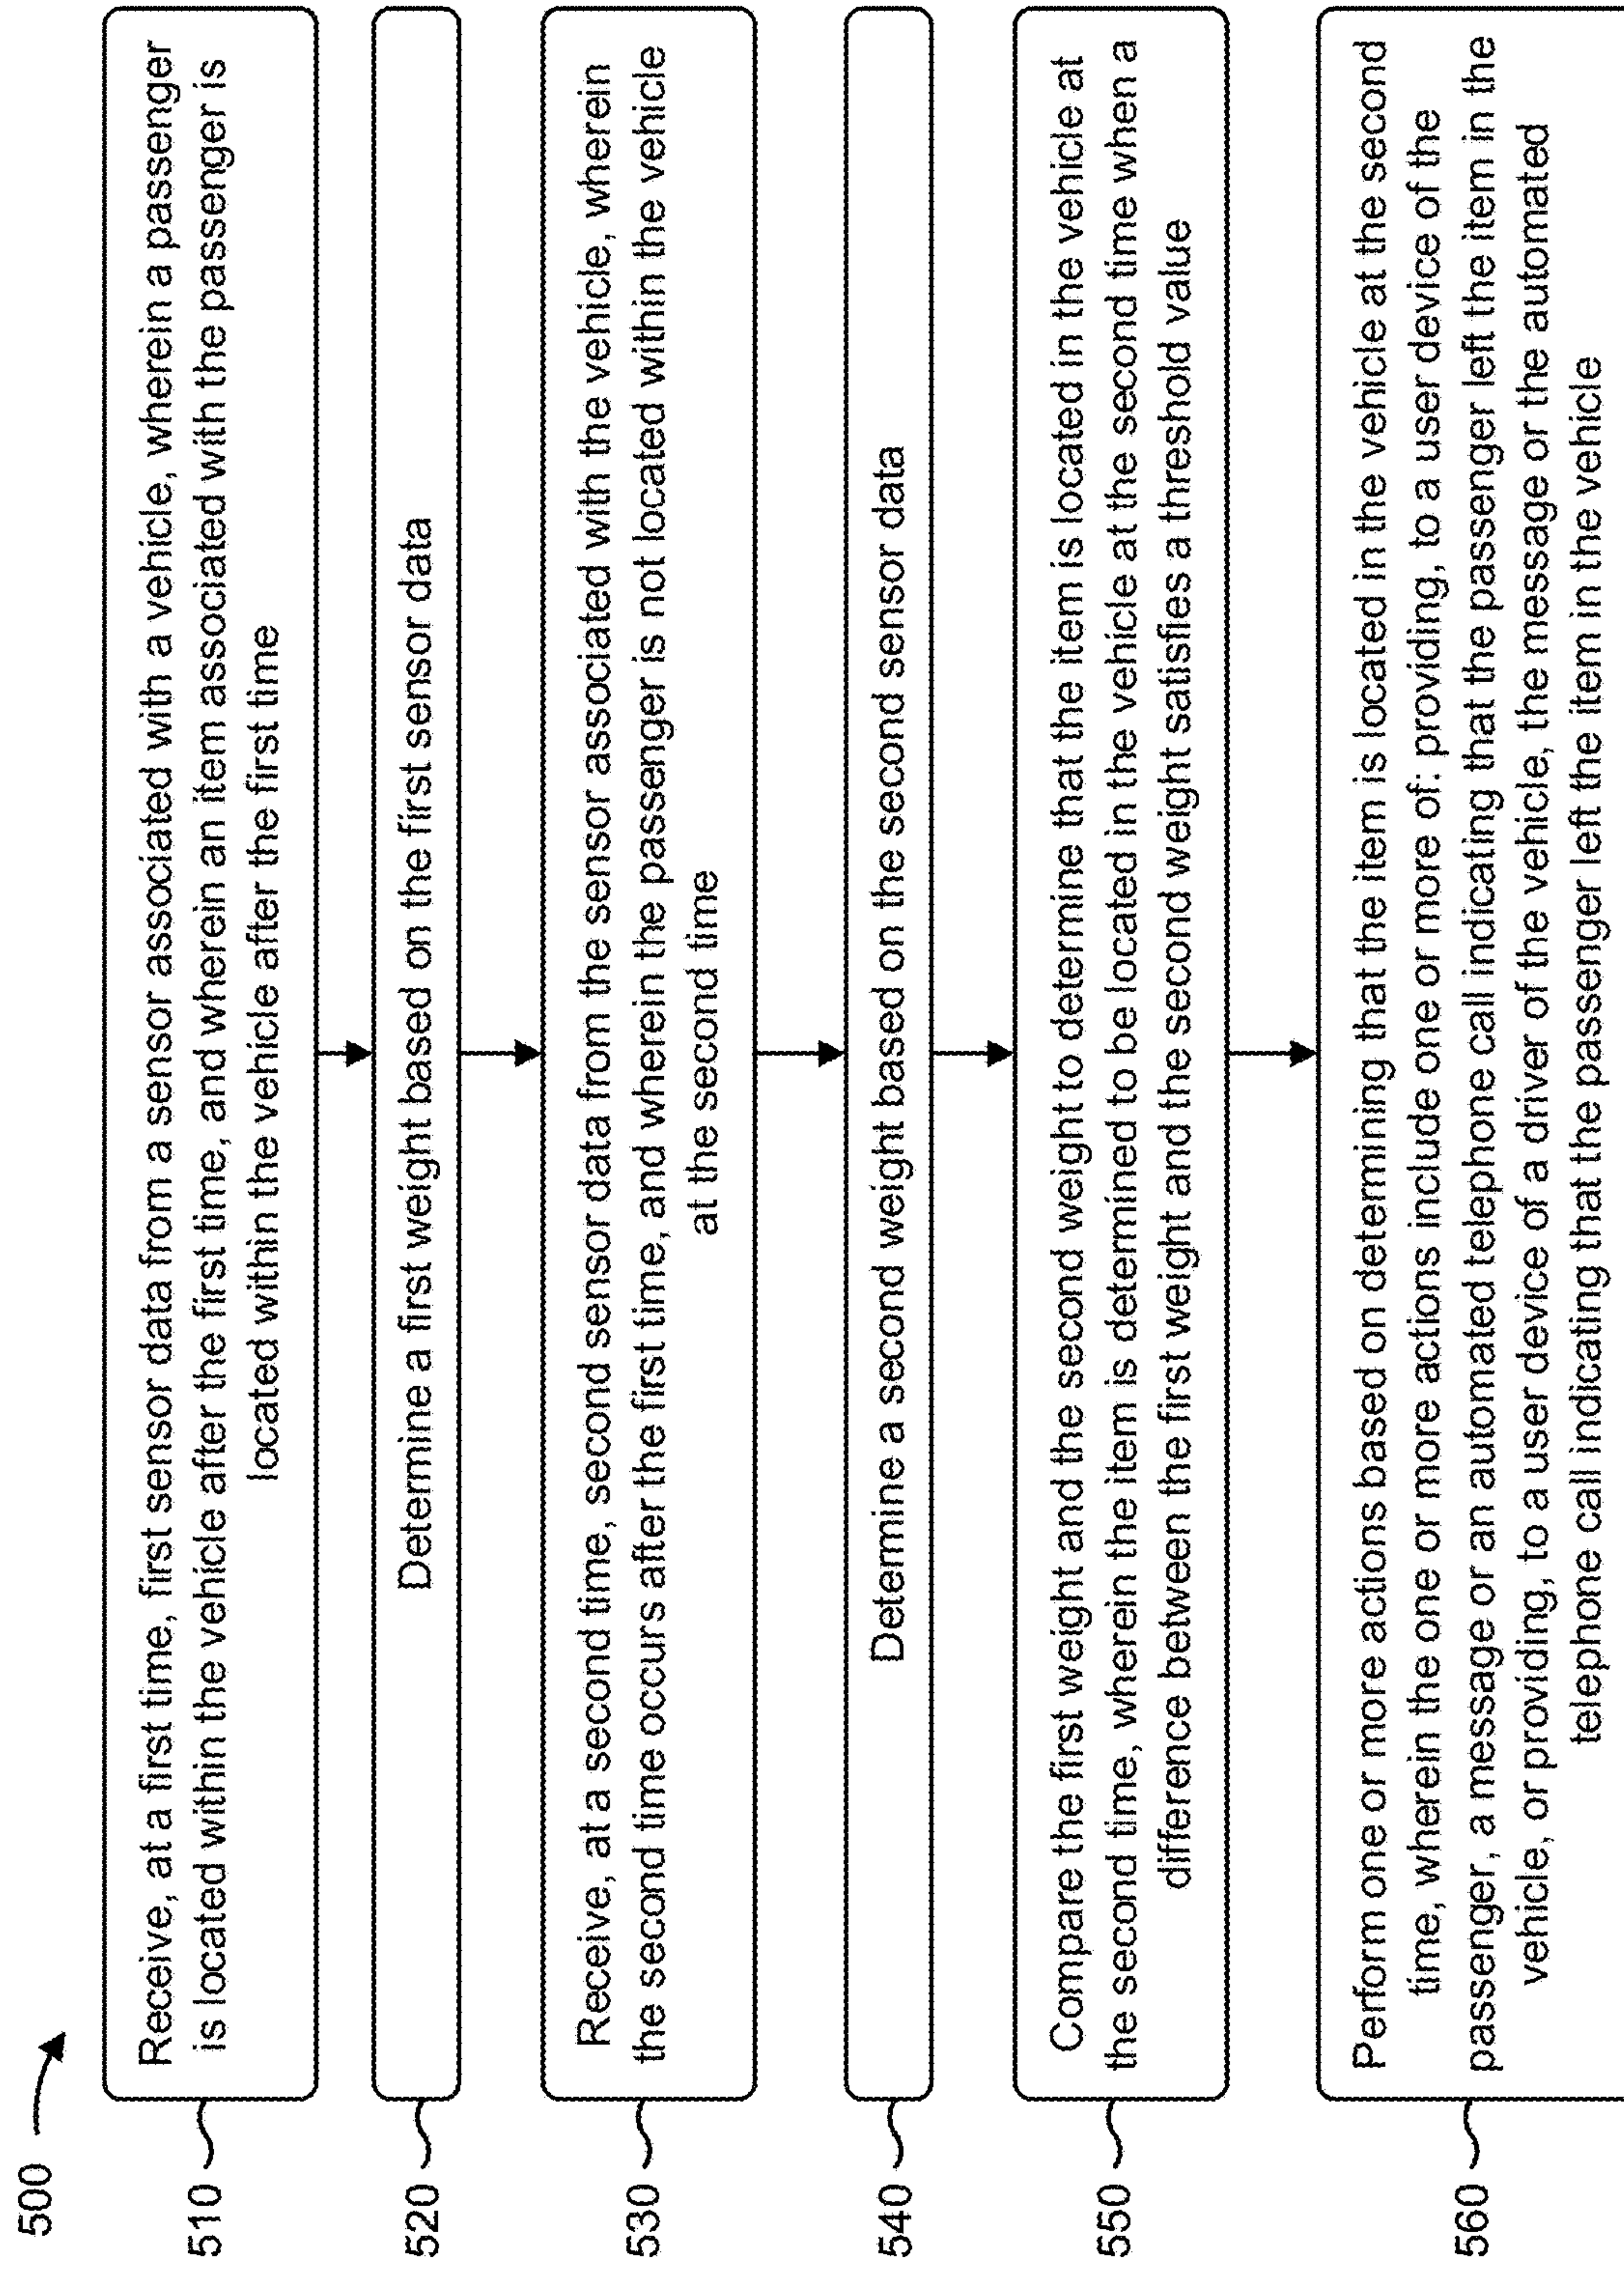 500
510
Receive, at a first time, first sensor data from a sensor associated with a vehicle, wherein a passenger
is located within the vehicle after the first time, and wherein an item associated with the passenger is
located within the vehicle after the first time
520
Determine a first weight based on the first sensor data
530
Receive, at a second time, second sensor data from the sensor associated with the vehicle, wherein
the second time occurs after the first time, and wherein the passenger is not located within the vehicle
at the second time
540
Determine a second weight based on the second sensor data
550
Compare the first weight and the second weight to determine that the item is located in the vehicle at
the second time, wherein the item is determined to be located in the vehicle at the second time when a
difference between the first weight and the second weight satisfies a threshold value
560
Perform one or more actions based on determining that the item is located in the vehicle at the second
time, wherein the one or more actions include one or more of: providing, to a user device of the
passenger, a message or an automated telephone call indicating that the passenger left the item in the
vehicle, or providing, to a user device of a driver of the vehicle, the message or the automated
telephone call indicating that the passenger left the item in the vehicle